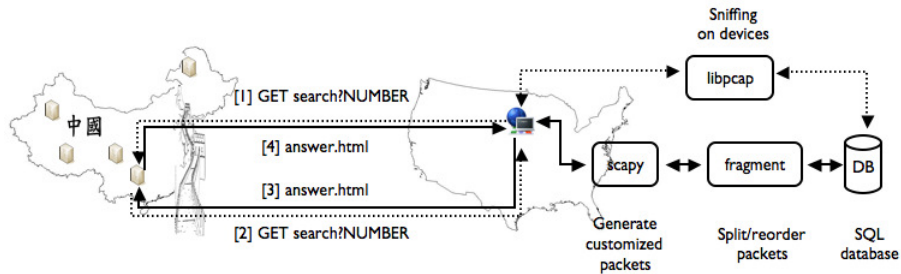 Sniffing
on devices
libpcap
[1] GET search?NUMBER
中國
[4] answer.html
scapy
fragment
DB
[3] answer.html
[2] GET search?NUMBER
Generate
customized
packets
Split/reorder
packets
SQL
database